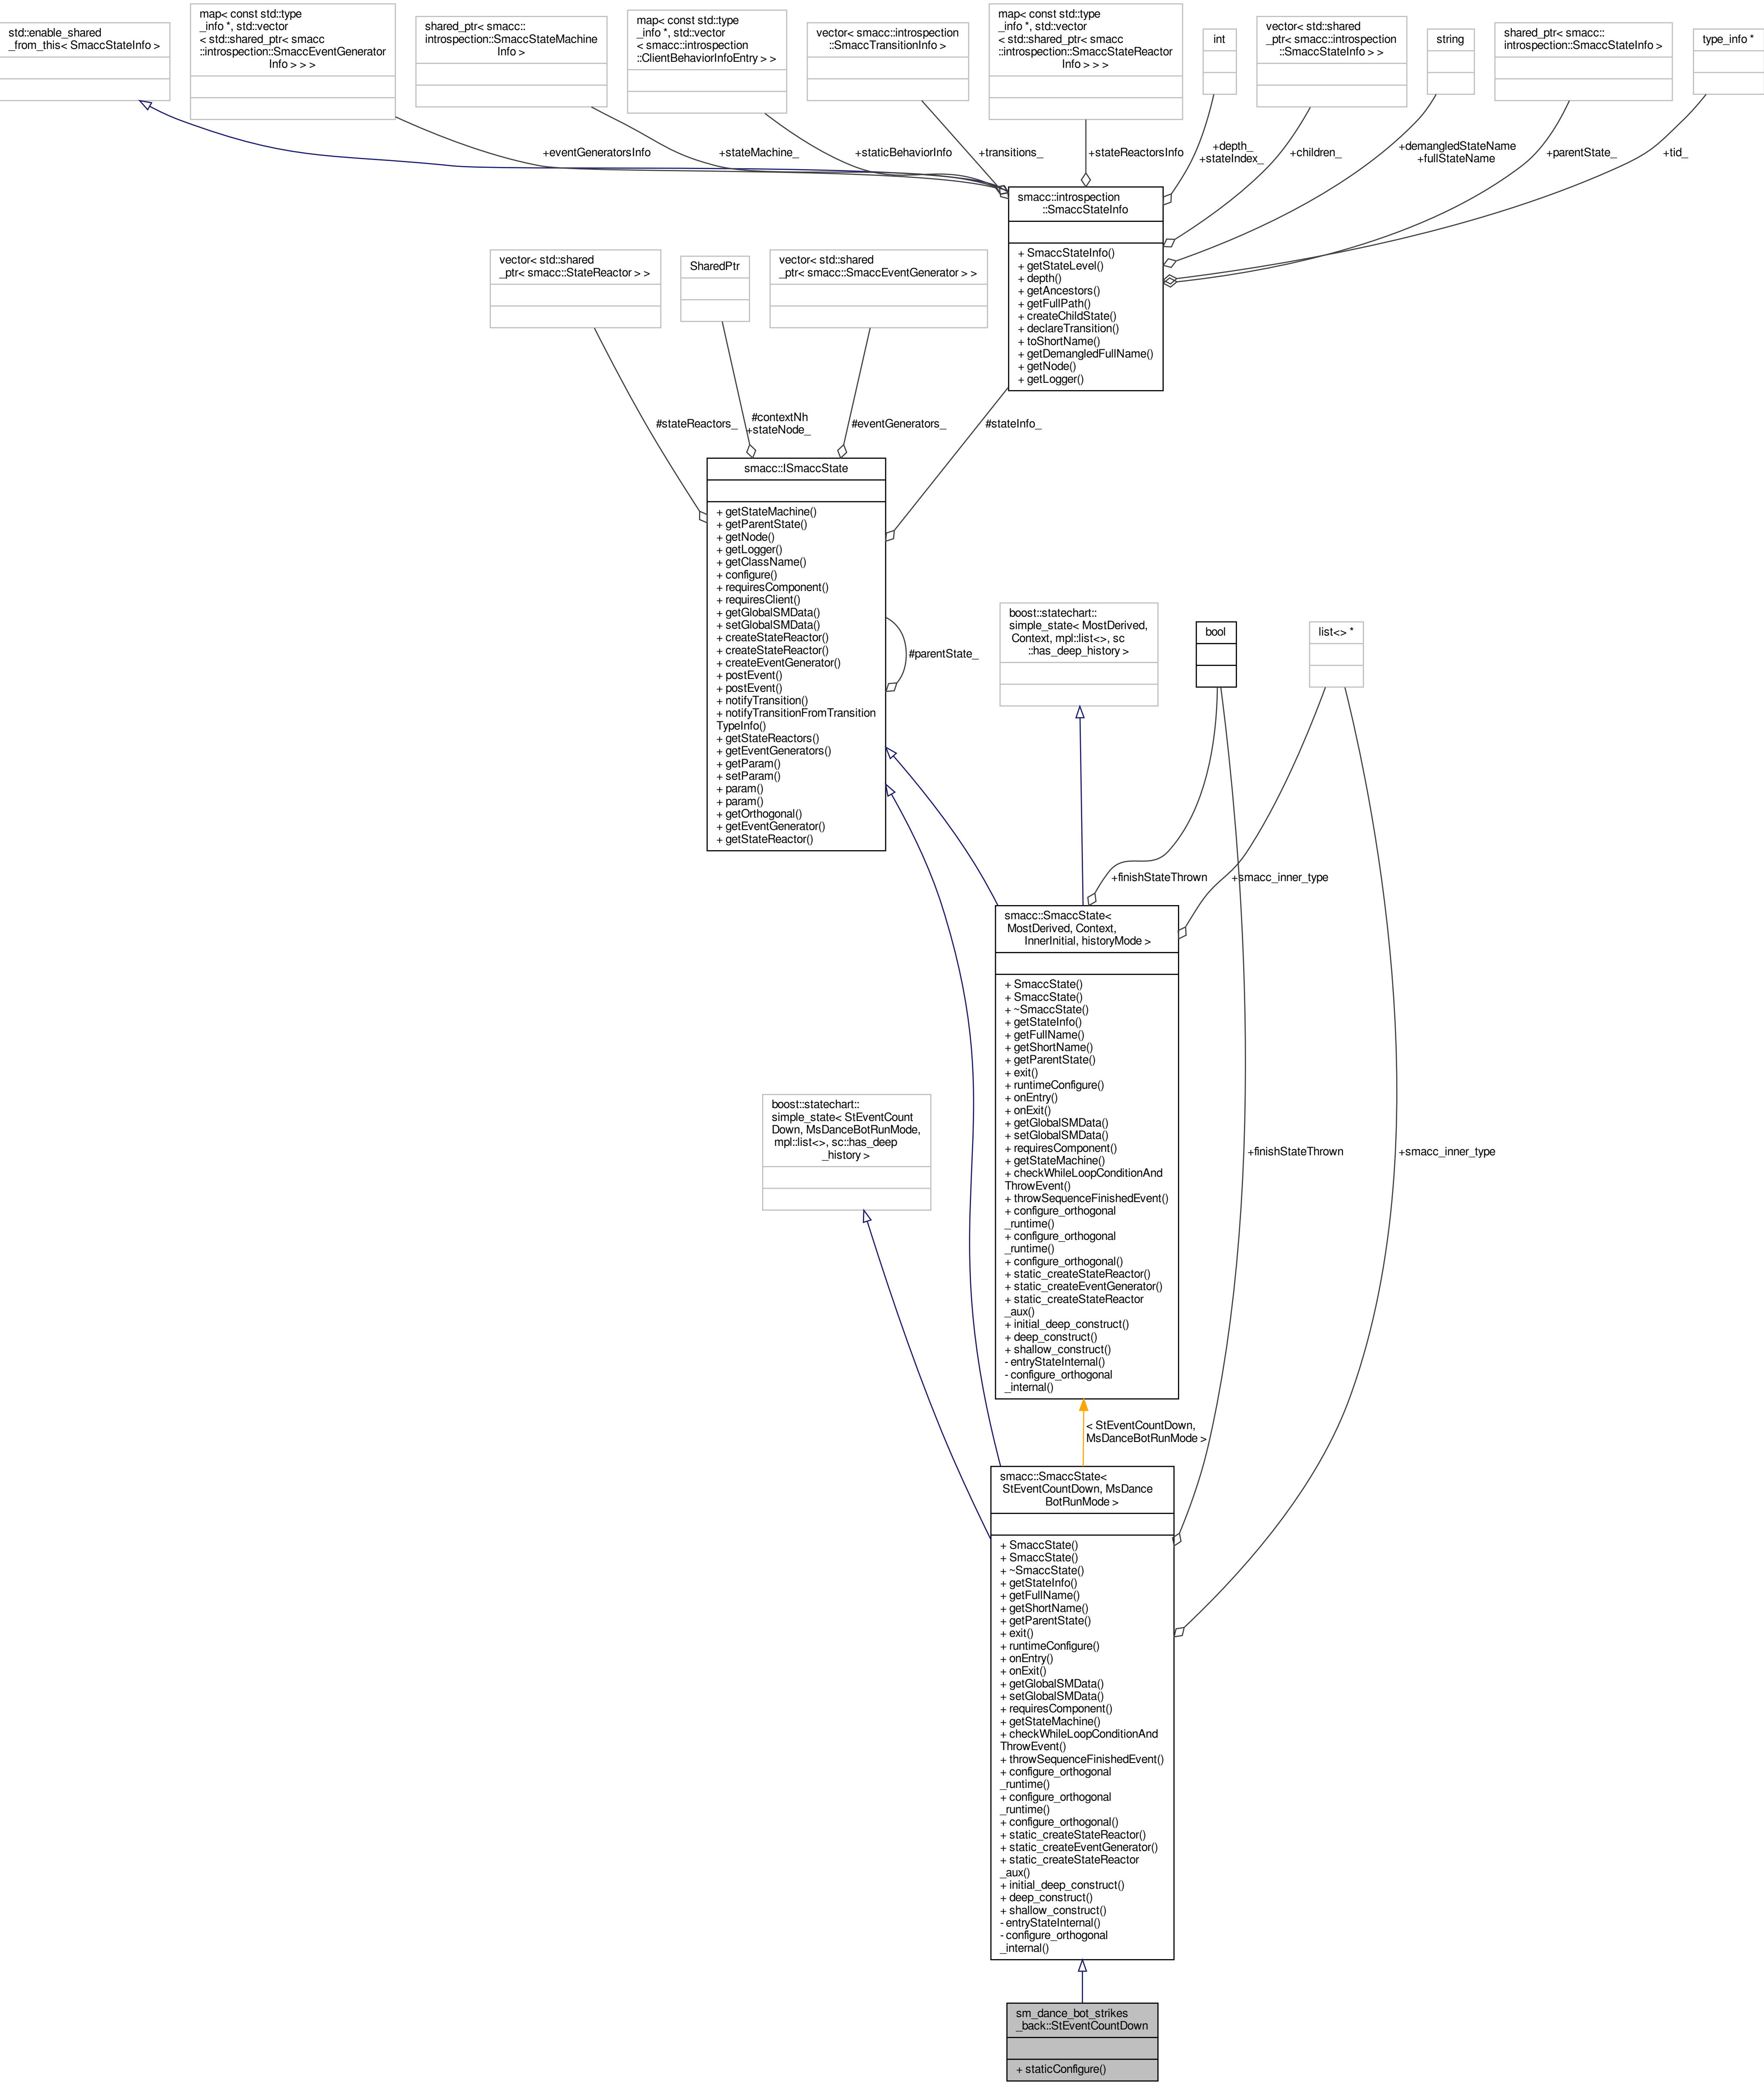 std::enable_shared
_from_this< SmaccStateInfo >
map< const std::type
_info *, std::vector
< std::shared_ptr< smacc
::introspection::SmaccEventGenerator
Info > > >
shared_ptr< smacc::
introspection::SmaccStateMachine
Info >
map< const std::type
_info *, std::vector
< smacc::introspection
::ClientBehaviorInfoEntry > >
vector< smacc::introspection
::SmaccTransitionInfo >
map< const std::type
_info *, std::vector
< std::shared_ptr< smacc
::introspection::SmaccStateReactor
Info > > >
int
vector< std::shared
_ptr< smacc::introspection
::SmaccStateInfo > >
string
shared_ptr< smacc::
introspection::SmaccStateInfo >
type_info *
+eventGeneratorsInfo
+stateMachine_
+staticBehaviorInfo
+transitions_
+stateReactorsInfo
+depth_
+stateIndex_
+children_
+demangledStateName
+fullStateName
+parentState_
+tid_
smacc::introspection
::SmaccStateInfo
+ SmaccStateInfo()
+ getStateLevel()
+ depth()
+ getAncestors()
+ getFullPath()
+ createChildState()
+ declareTransition()
+ toShortName()
+ getDemangledFullName()
+ getNode()
+ getLogger()
vector< std::shared
_ptr< smacc::StateReactor > >
SharedPtr
vector< std::shared
_ptr< smacc::SmaccEventGenerator > >
#stateReactors_
#contextNh
+stateNode_
#eventGenerators_
#stateInfo_
smacc::ISmaccState
+ getStateMachine()
+ getParentState()
+ getNode()
+ getLogger()
+ getClassName()
+ configure()
+ requiresComponent()
+ requiresClient()
+ getGlobalSMData()
+ setGlobalSMData()
+ createStateReactor()
+ createStateReactor()
+ createEventGenerator()
+ postEvent()
+ postEvent()
+ notifyTransition()
+ notifyTransitionFromTransition
TypeInfo()
+ getStateReactors()
+ getEventGenerators()
+ getParam()
+ setParam()
+ param()
+ param()
+ getOrthogonal()
+ getEventGenerator()
+ getStateReactor()
#parentState_
boost::statechart::
simple_state< MostDerived,
Context, mpl::list<>, sc
::has_deep_history >
bool
list<> *
+finishStateThrown
+smacc_inner_type
smacc::SmaccState<
MostDerived, Context,
InnerInitial, historyMode >
+ SmaccState()
+ SmaccState()
+ ~SmaccState()
+ getStateInfo()
+ getFullName()
+ getShortName()
+ getParentState()
+ exit()
+ runtimeConfigure()
+ onEntry()
+ onExit()
+ getGlobalSMData()
+ setGlobalSMData()
+ requiresComponent()
+ getStateMachine()
+ checkWhileLoopConditionAnd
ThrowEvent()
+ throwSequenceFinishedEvent()
+ configure_orthogonal
_runtime()
+ configure_orthogonal
_runtime()
+ configure_orthogonal()
+ static_createStateReactor()
+ static_createEventGenerator()
+ static_createStateReactor
_aux()
+ initial_deep_construct()
+ deep_construct()
+ shallow_construct()
- entryStateInternal()
- configure_orthogonal
_internal()
boost::statechart::
simple_state< StEventCount
Down, MsDanceBotRunMode,
mpl::list<>, sc::has_deep
_history >
+finishStateThrown
+smacc_inner_type
< StEventCountDown,
MsDanceBotRunMode >
smacc::SmaccState<
StEventCountDown, MsDance
BotRunMode >
+ SmaccState()
+ SmaccState()
+ ~SmaccState()
+ getStateInfo()
+ getFullName()
+ getShortName()
+ getParentState()
+ exit()
+ runtimeConfigure()
+ onEntry()
+ onExit()
+ getGlobalSMData()
+ setGlobalSMData()
+ requiresComponent()
+ getStateMachine()
+ checkWhileLoopConditionAnd
ThrowEvent()
+ throwSequenceFinishedEvent()
+ configure_orthogonal
_runtime()
+ configure_orthogonal
_runtime()
+ configure_orthogonal()
+ static_createStateReactor()
+ static_createEventGenerator()
+ static_createStateReactor
_aux()
+ initial_deep_construct()
+ deep_construct()
+ shallow_construct()
- entryStateInternal()
- configure_orthogonal
_internal()
sm_dance_bot_strikes
_back::StEventCountDown
+ staticConfigure()